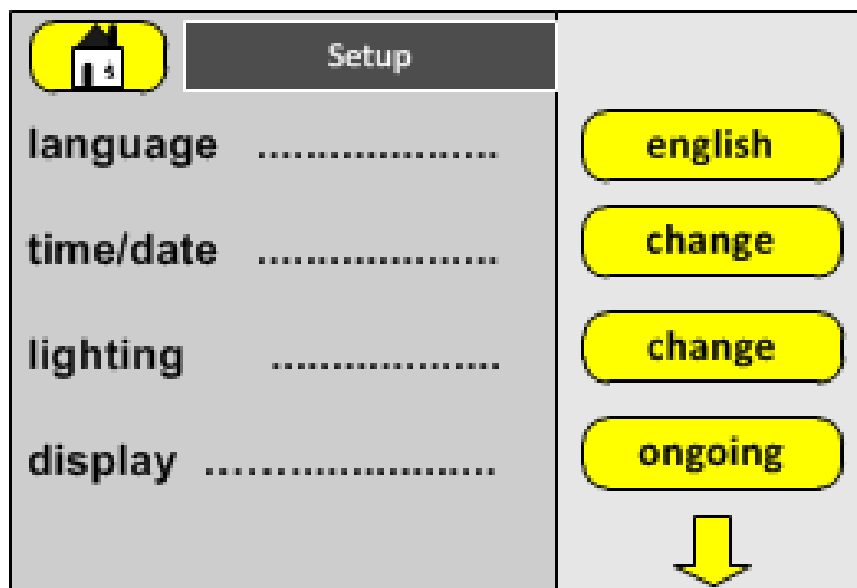 Setup
language .................... english
time/date .................... change
lighting ................... change
display ........................ ongoing